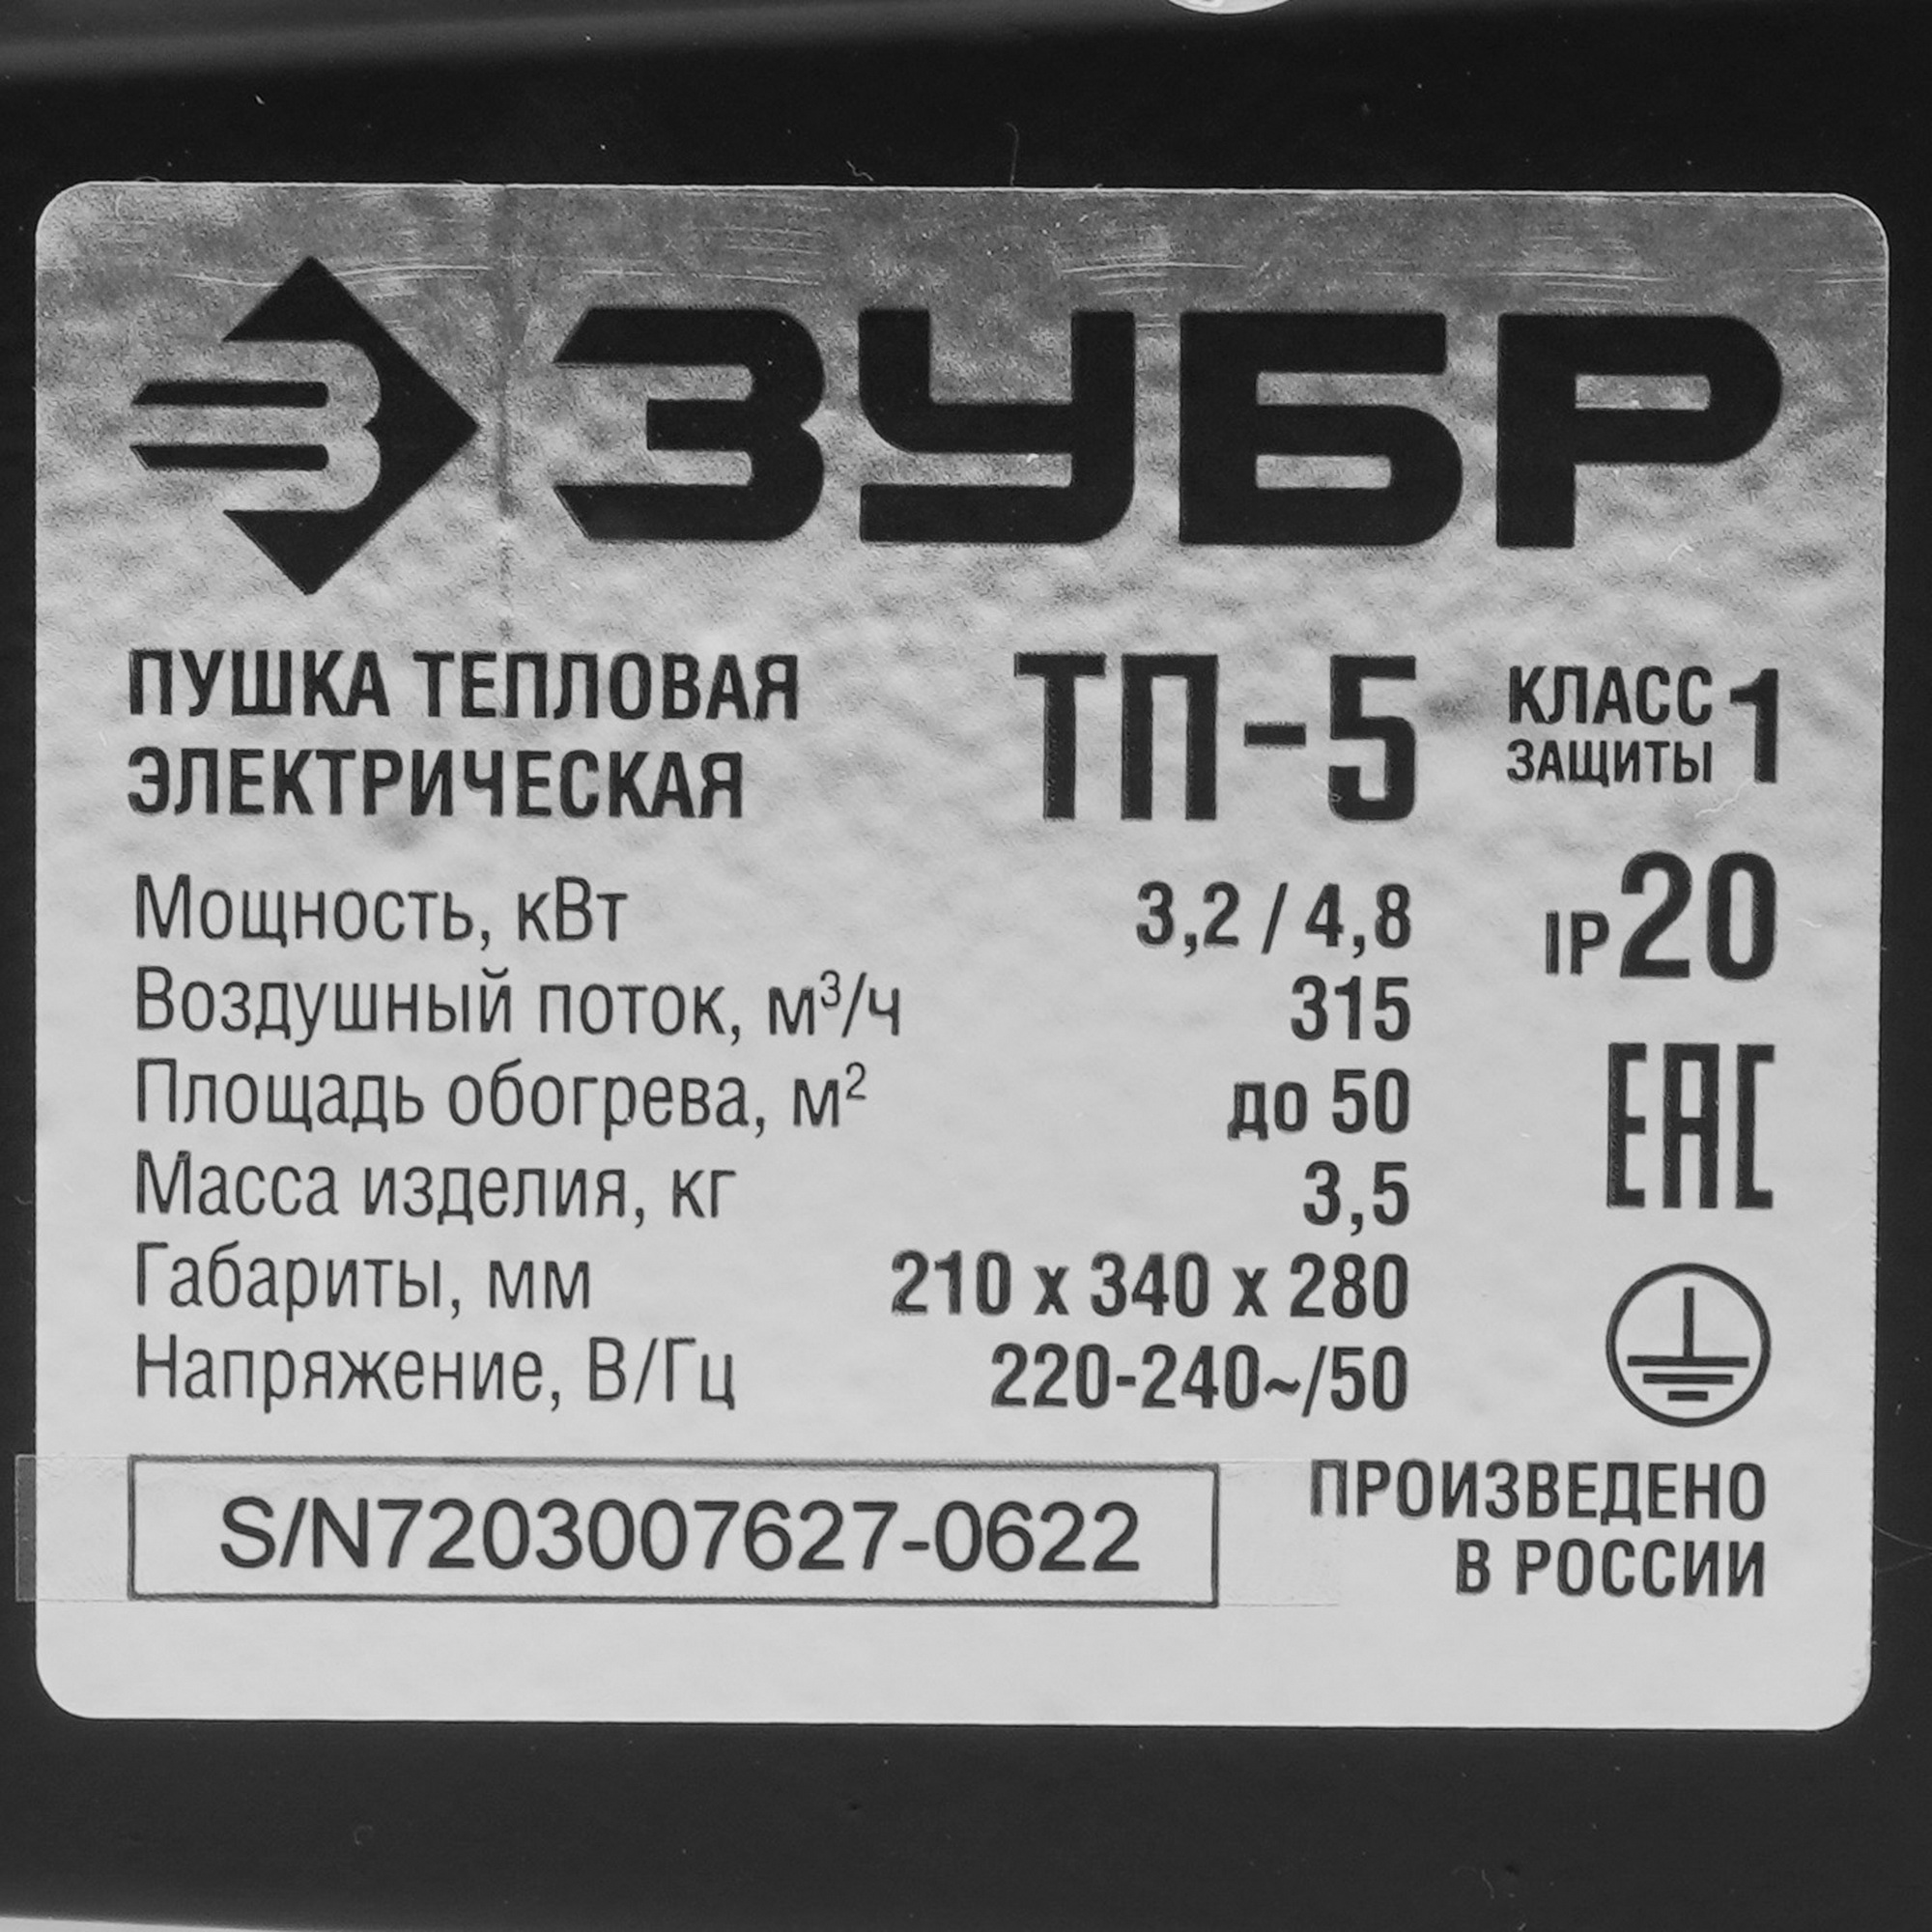 ЗУБР
ПУШКА ТЕПЛОВАЯ
ЭЛЕКТРИЧЕСКАЯ
ТП-5
КЛАСС
ЗАЩИТЫ 1
Мощность, кВт 3,2 / 4,8
IP20
Воздушный поток, м³/ч 315
Площадь обогрева, м² до 50
EAC
Масса изделия, кг 3,5
Габариты, мм 210 x 340 x 280
Напряжение, В/Гц 220-240~/50
S/N7203007627-0622
ПРОИЗВЕДЕНО
В РОССИИ